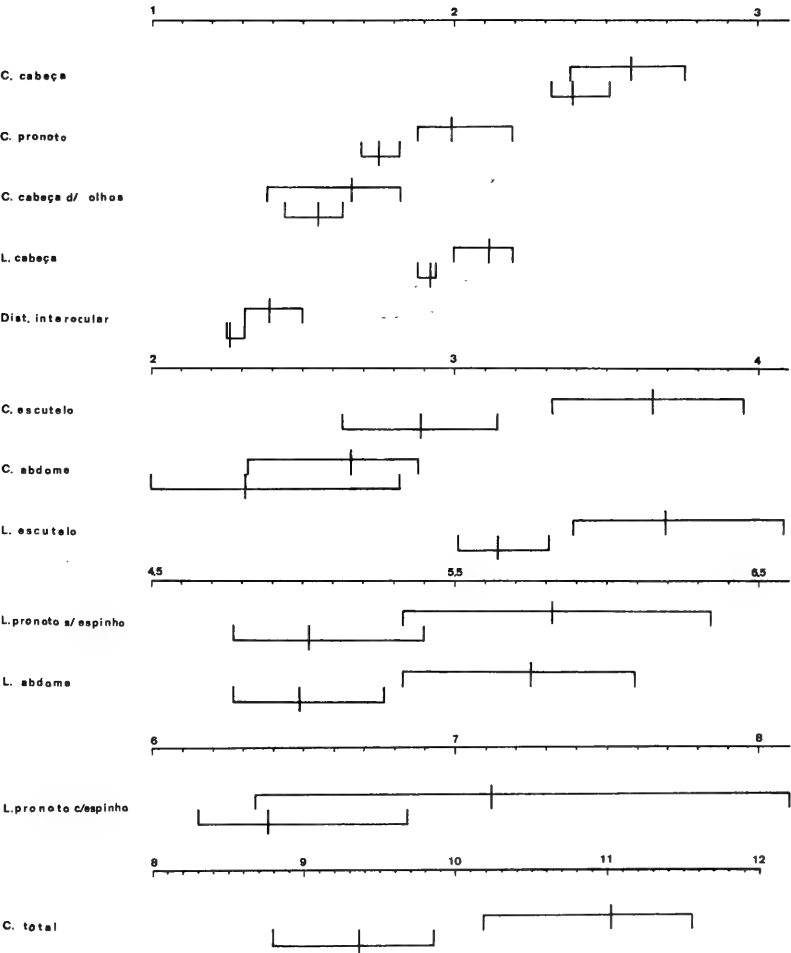 1 2 3
C. cabeça
C. pronoto
C. cabeça d/ olhos
L. cabeça
Dist. interocular
2 3 4
C. escutelo
C. abdome
L. escutelo
4,5 5,5 6,5
L. pronoto s/ espinho
L. abdome
6 7 8
L. pronoto c/espinho
8 9 10 11 12
C. total